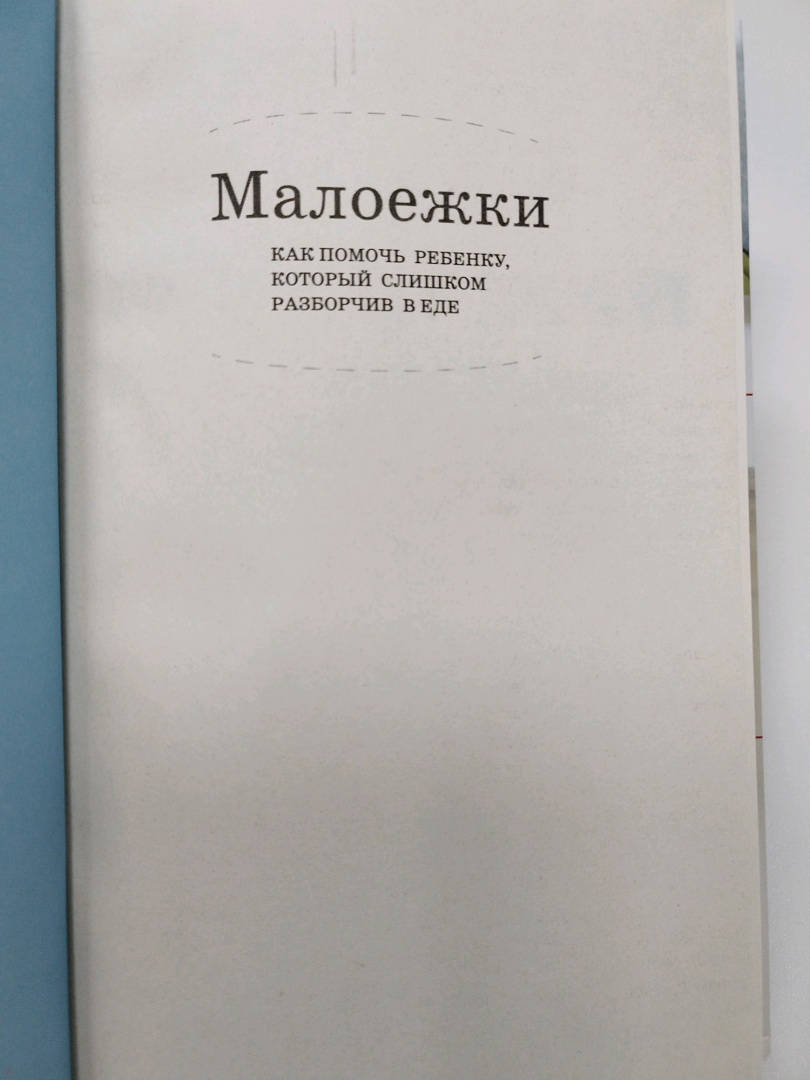 Малоежки
КАК ПОМОЧЬ РЕБЕНКУ,
КОТОРЫЙ СЛИШКОМ
РАЗБОРЧИВ В ЕДЕ